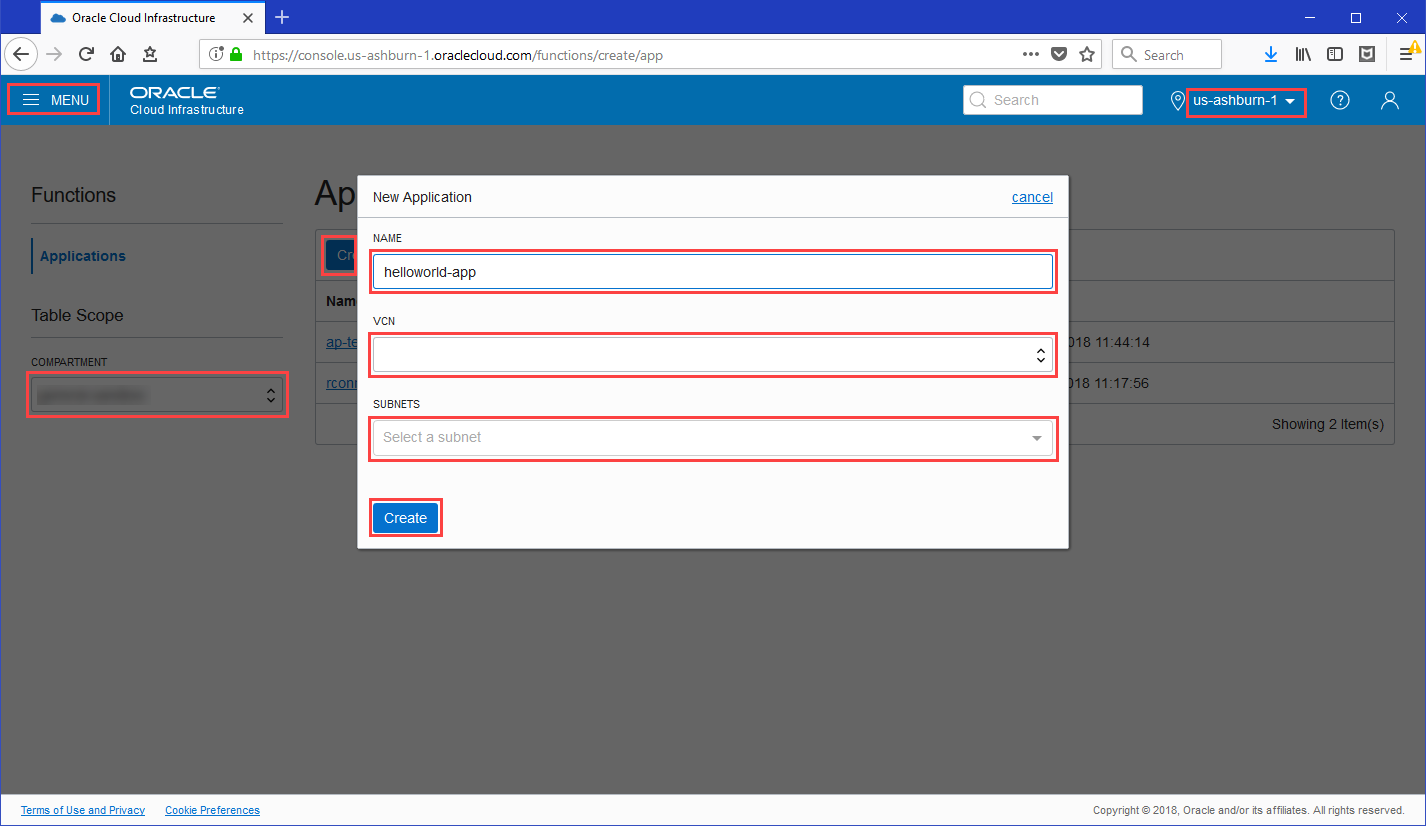 Oracle Cloud Infrastructure
https://console.us-ashburn-1.oraclecloud.com/functions/create/app
Search
MENU
ORACLE
Cloud Infrastructure
Search
us-ashburn-1
Functions
Applications
Table Scope
COMPARTMENT
Ap
New Application
cancel
NAME
helloworld-app
VCN
SUBNETS
Select a subnet
Create
Cr
Nam
ap-te
018 11:44:14
rconr
018 11:17:56
Showing 2 Item(s)
Terms of Use and Privacy
Cookie Preferences
Copyright © 2018, Oracle and/or its affiliates. All rights reserved.